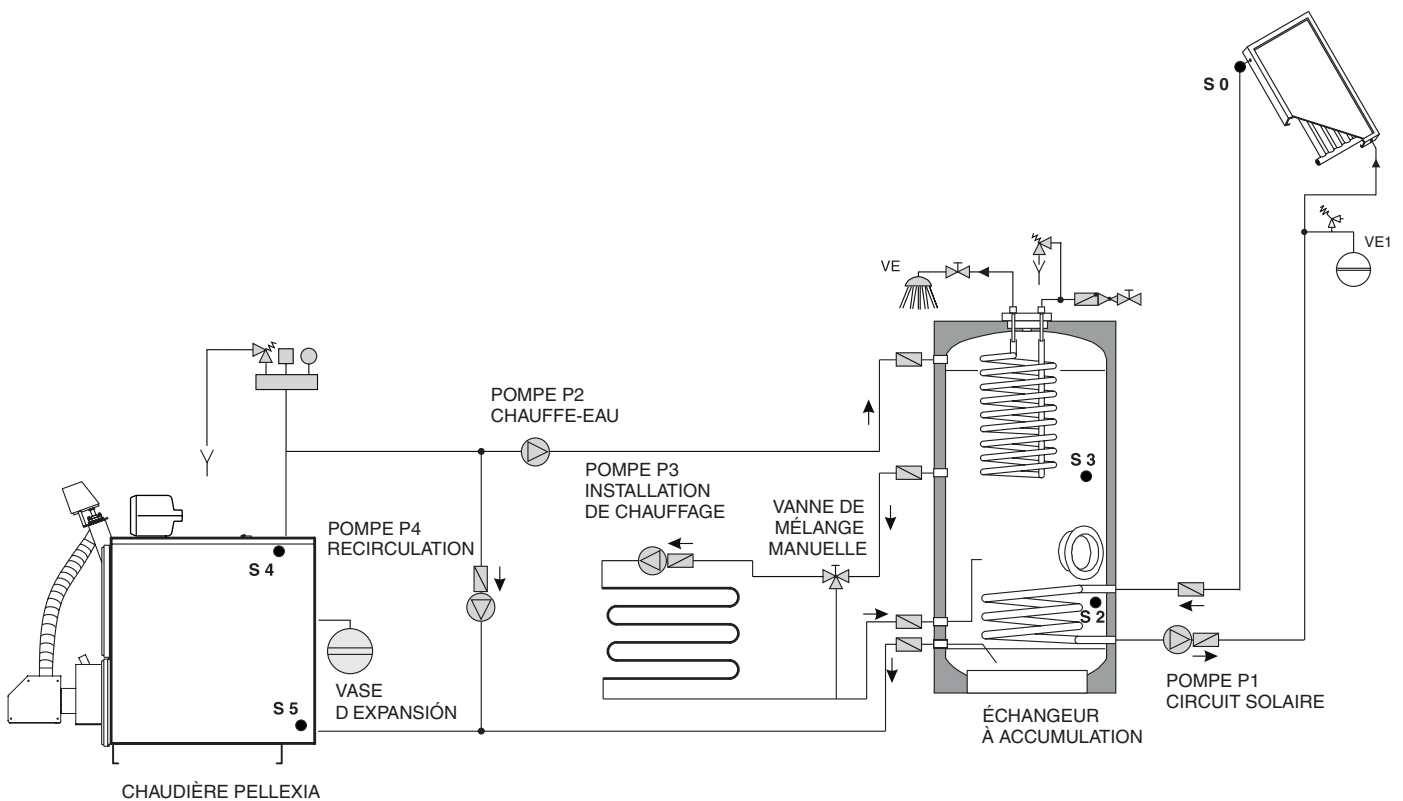 S 0
VE1
VE
POMPE P2
CHAUFFE-EAU
POMPE P3
INSTALLATION
DE CHAUFFAGE
S 3
VANNE DE
MÉLANGE
MANUELLE
POMPE P4
RECIRCULATION
S 4
S 2
VASE
D EXPANSIÓN
S 5
POMPE P1
CIRCUIT SOLAIRE
ÉCHANGEUR
À ACCUMULATION
CHAUDIÈRE PELLEXIA